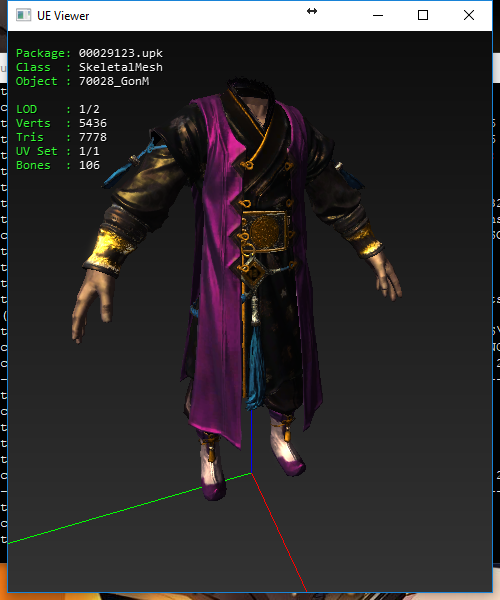 UE Viewer
Package: 00029123.upk
Class : SkeletalMesh
Object : 70028_GonM
LOD : 1/2
Verts : 5436
Tris : 7778
UV Set : 1/1
Bones : 106